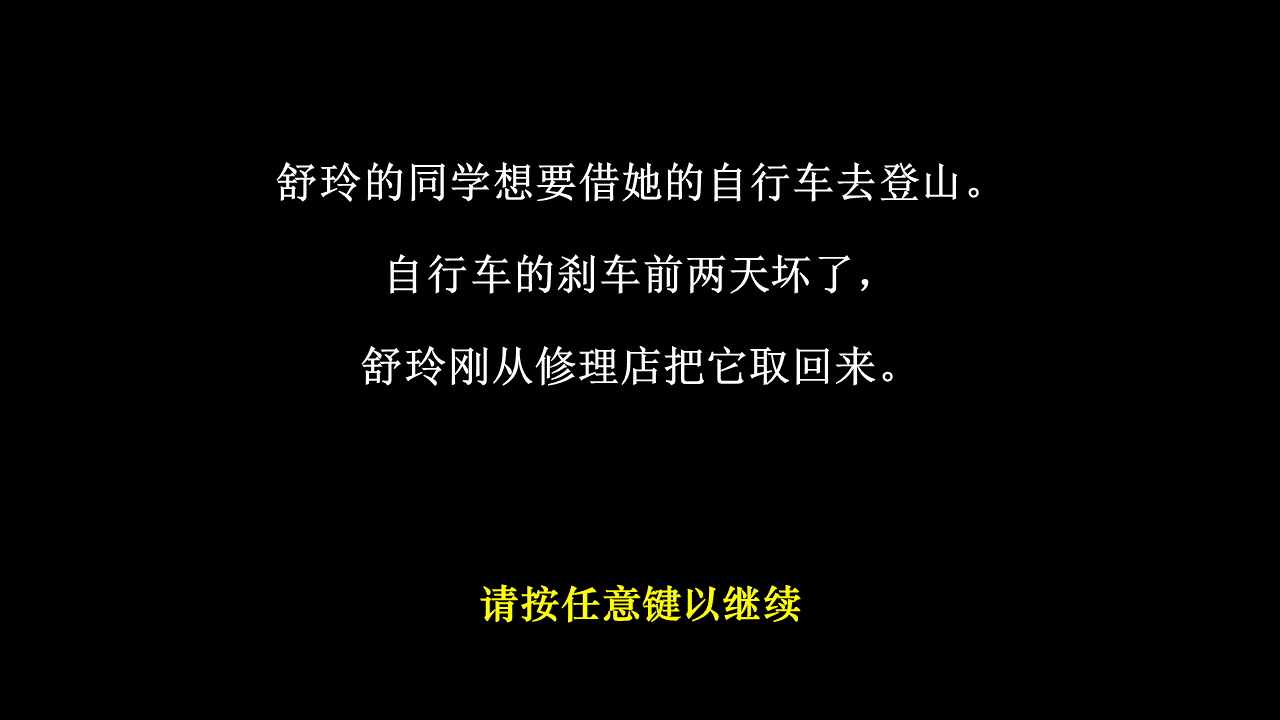 舒玲的同学想要借她的自行车去登山。
自行车的刹车前两天坏了，
舒玲刚从修理店把它取回来。
请按任意键以继续